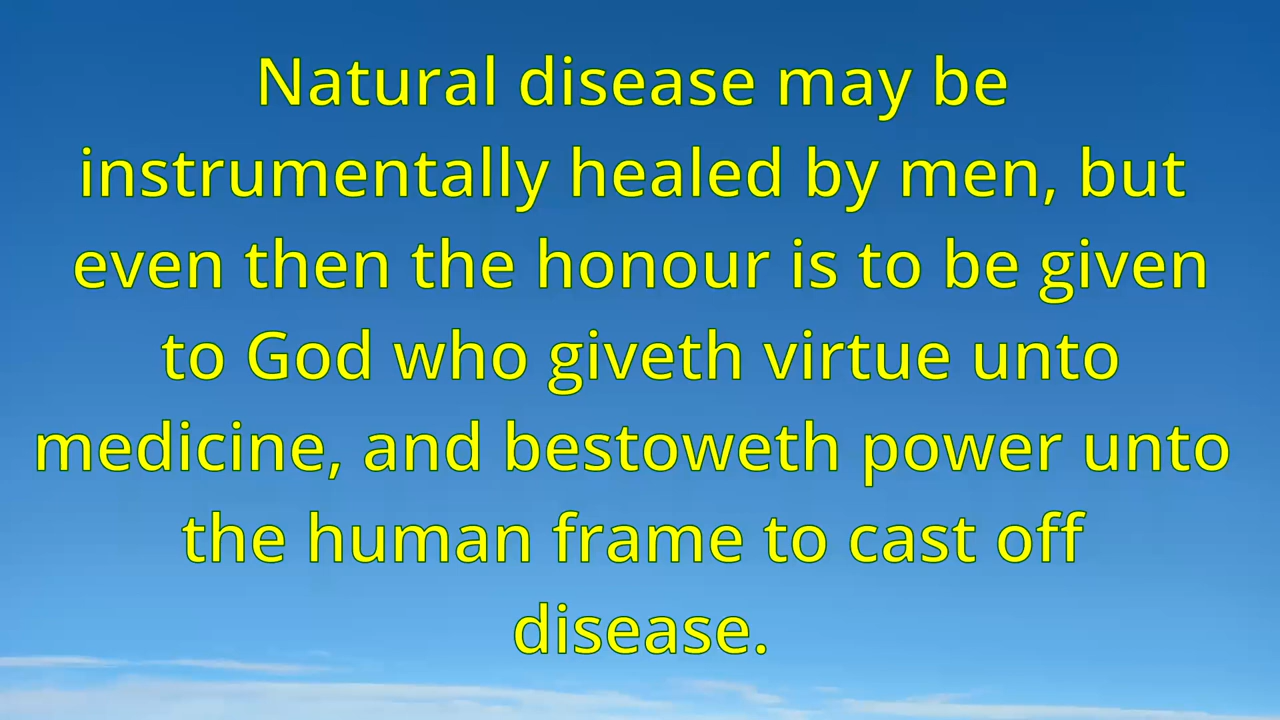 Natural disease may be
instrumentally healed by men, but
even then the honour is to be given
to God who giveth virtue unto
medicine, and bestoweth power unto
the human frame to cast off
disease.